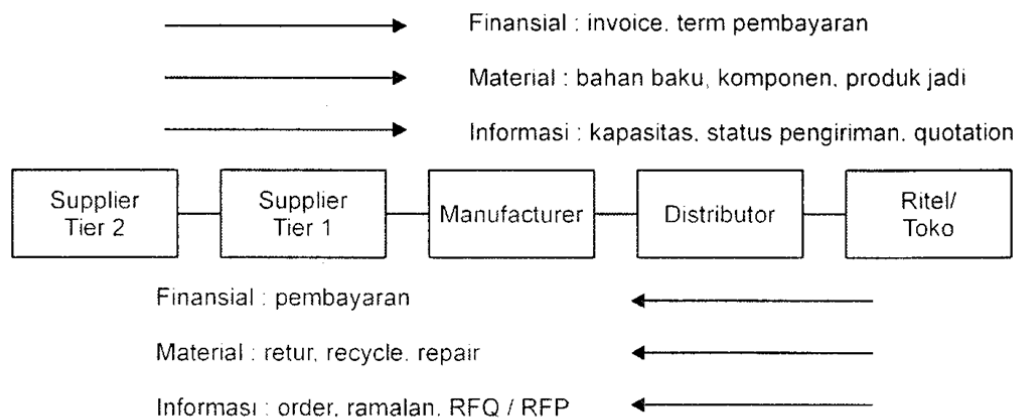 Finansial : invoice. term pembayaran
Material : bahan baku, komponen. produk jadi
Informasi : kapasitas. status pengiriman. quotation
Supplier
Tier 2
Supplier
Tier 1
Manufacturer
Distributor
Ritel/
Toko
Finansial : pembayaran
Material : retur, recycle. repair
Informasi : order, ramalan. RFQ / RFP